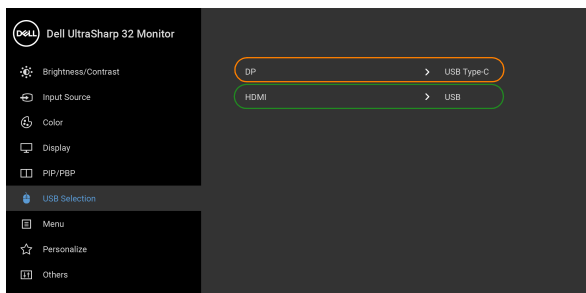 DELL
Dell UltraSharp 32 Monitor
Brightness/Contrast
Input Source
Color
Display
PIP/PBP
USB Selection
Menu
Personalize
Others
DP > USB Type-C
HDMI > USB